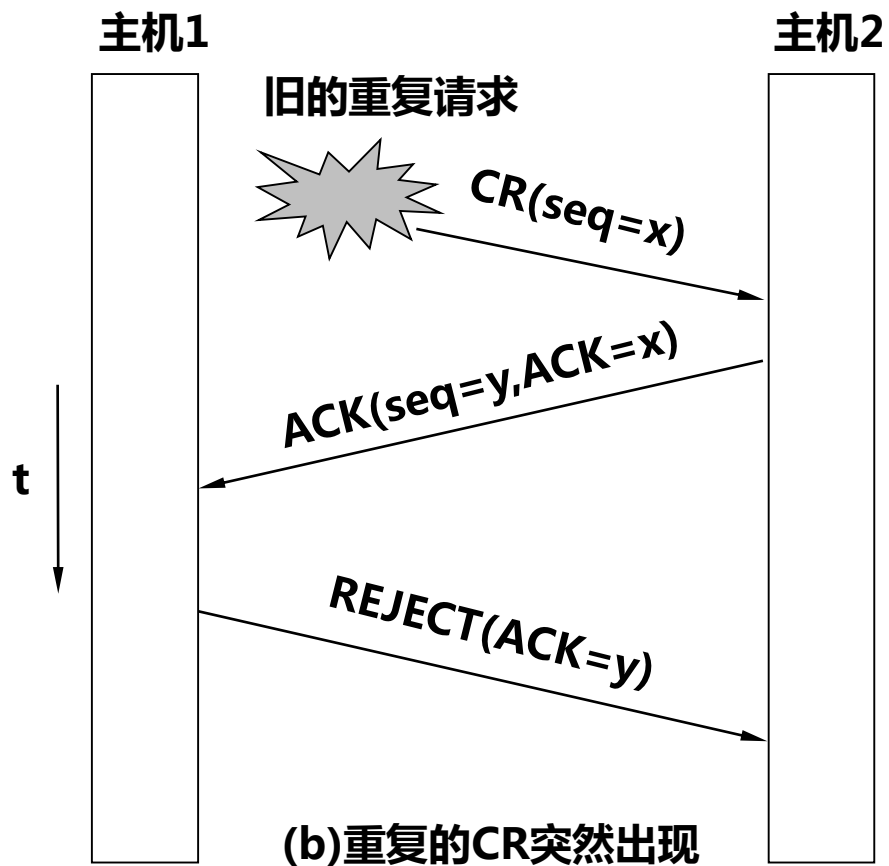 主机1
主机2
旧的重复请求
CR(seq=x)
ACK(seq=y,ACK=x)
t
REJECT(ACK=y)
(b)重复的CR突然出现